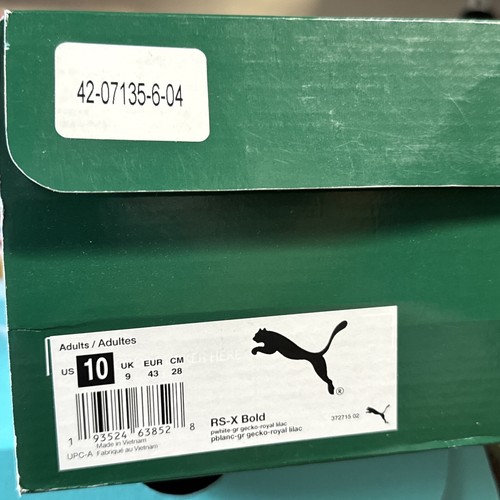 42-07135-6-04
Adults / Adultes
US 10 UK 9 EUR 43 CM 28
RS-X Bold
pwhite-gr gecko-royal lilac
pblanc-gr gecko-royal lilac
372715 02
1 93524 63852 8
Made in Vietnam
UPC-A Fabriqué au Vietnam